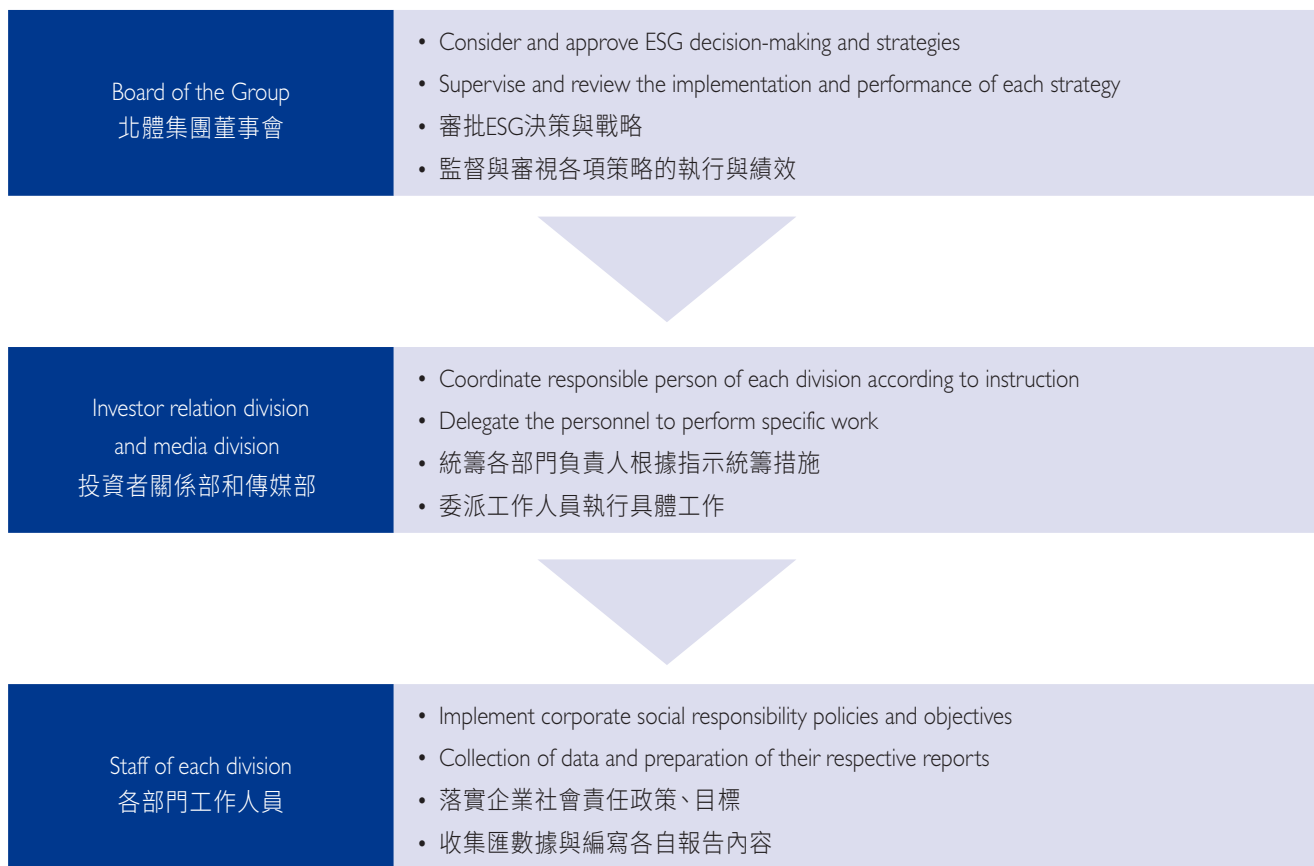 Board of the Group
北體集團董事會
• Consider and approve ESG decision-making and strategies
• Supervise and review the implementation and performance of each strategy
• 審批ESG決策與戰略
• 監督與審視各項策略的執行與績效
Investor relation division
and media division
投資者關係部和傳媒部
• Coordinate responsible person of each division according to instruction
• Delegate the personnel to perform specific work
• 統籌各部門負責人根據指示統籌措施
• 委派工作人員執行具體工作
Staff of each division
各部門工作人員
• Implement corporate social responsibility policies and objectives
• Collection of data and preparation of their respective reports
• 落實企業社會責任政策、目標
• 收集匯數據與編寫各自報告內容